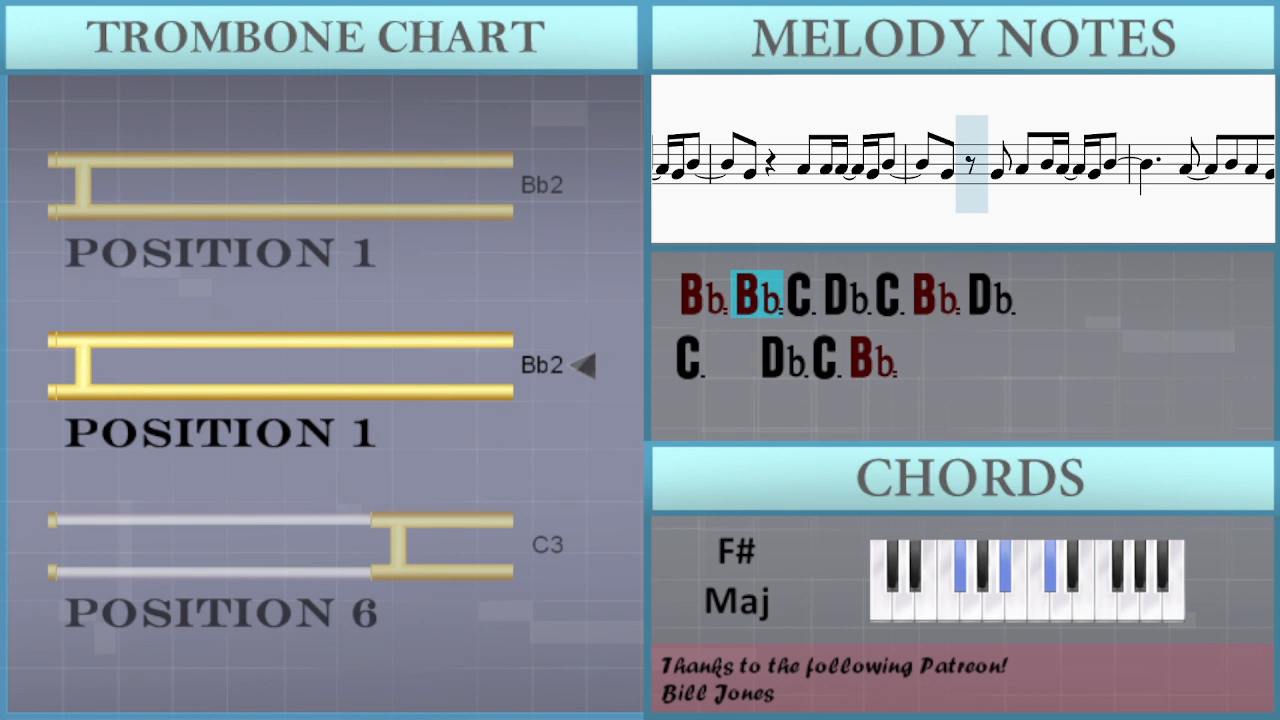 TROMBONE CHART
Bb2
POSITION 1
Bb2
POSITION 1
C3
POSITION 6
MELODY NOTES
Bb. Bb. C. Db. C. Bb. Db.
C. Db. C. Bb.
CHORDS
F#
Maj
Thanks to the following Patreon!
Bill Jones